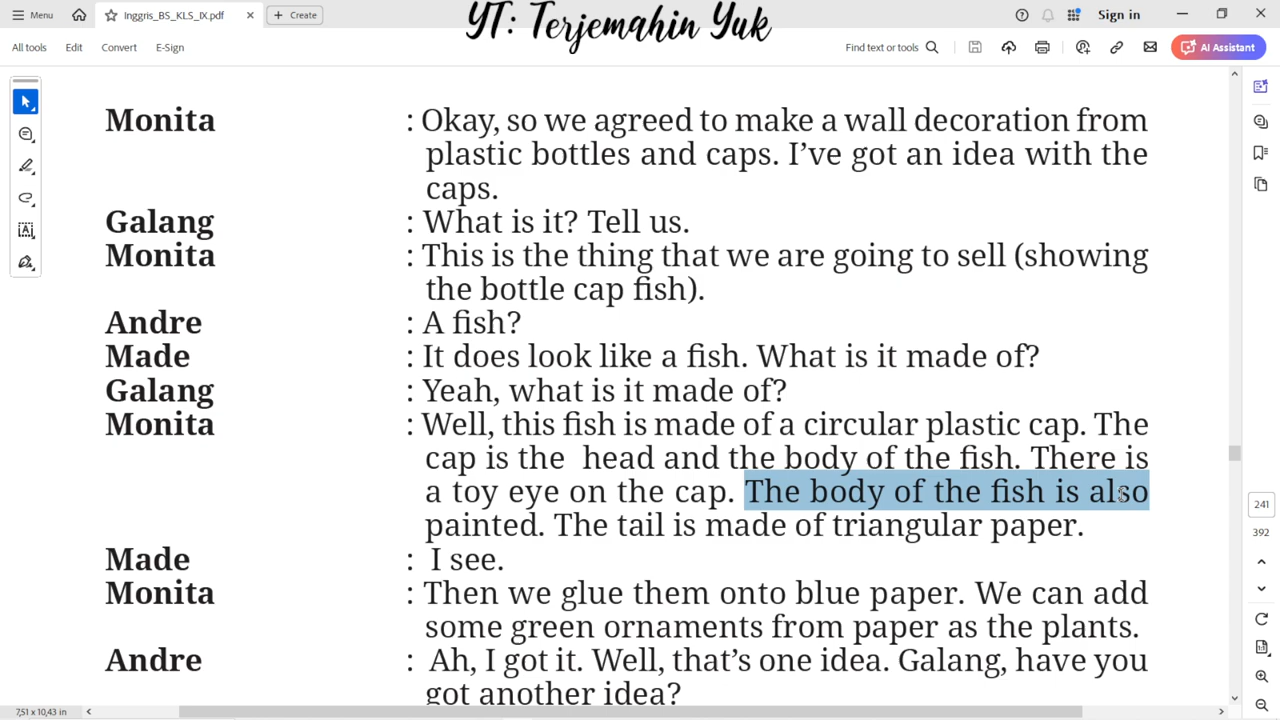 YT: Terjemahin Yuk
Menu
Inggris_BS_KLS_IX.pdf
Create
Sign in
All tools
Edit
Convert
E-Sign
Find text or tools
AI Assistant
Monita : Okay, so we agreed to make a wall decoration from
plastic bottles and caps. I’ve got an idea with the
caps.
Galang : What is it? Tell us.
Monita : This is the thing that we are going to sell (showing
the bottle cap fish).
Andre : A fish?
Made : It does look like a fish. What is it made of?
Galang : Yeah, what is it made of?
Monita : Well, this fish is made of a circular plastic cap. The
cap is the head and the body of the fish. There is
a toy eye on the cap. The body of the fish is also
painted. The tail is made of triangular paper.
Made : I see.
Monita : Then we glue them onto blue paper. We can add
some green ornaments from paper as the plants.
Andre : Ah, I got it. Well, that’s one idea. Galang, have you
got another idea?
241
392
7,51 x 10,43 in